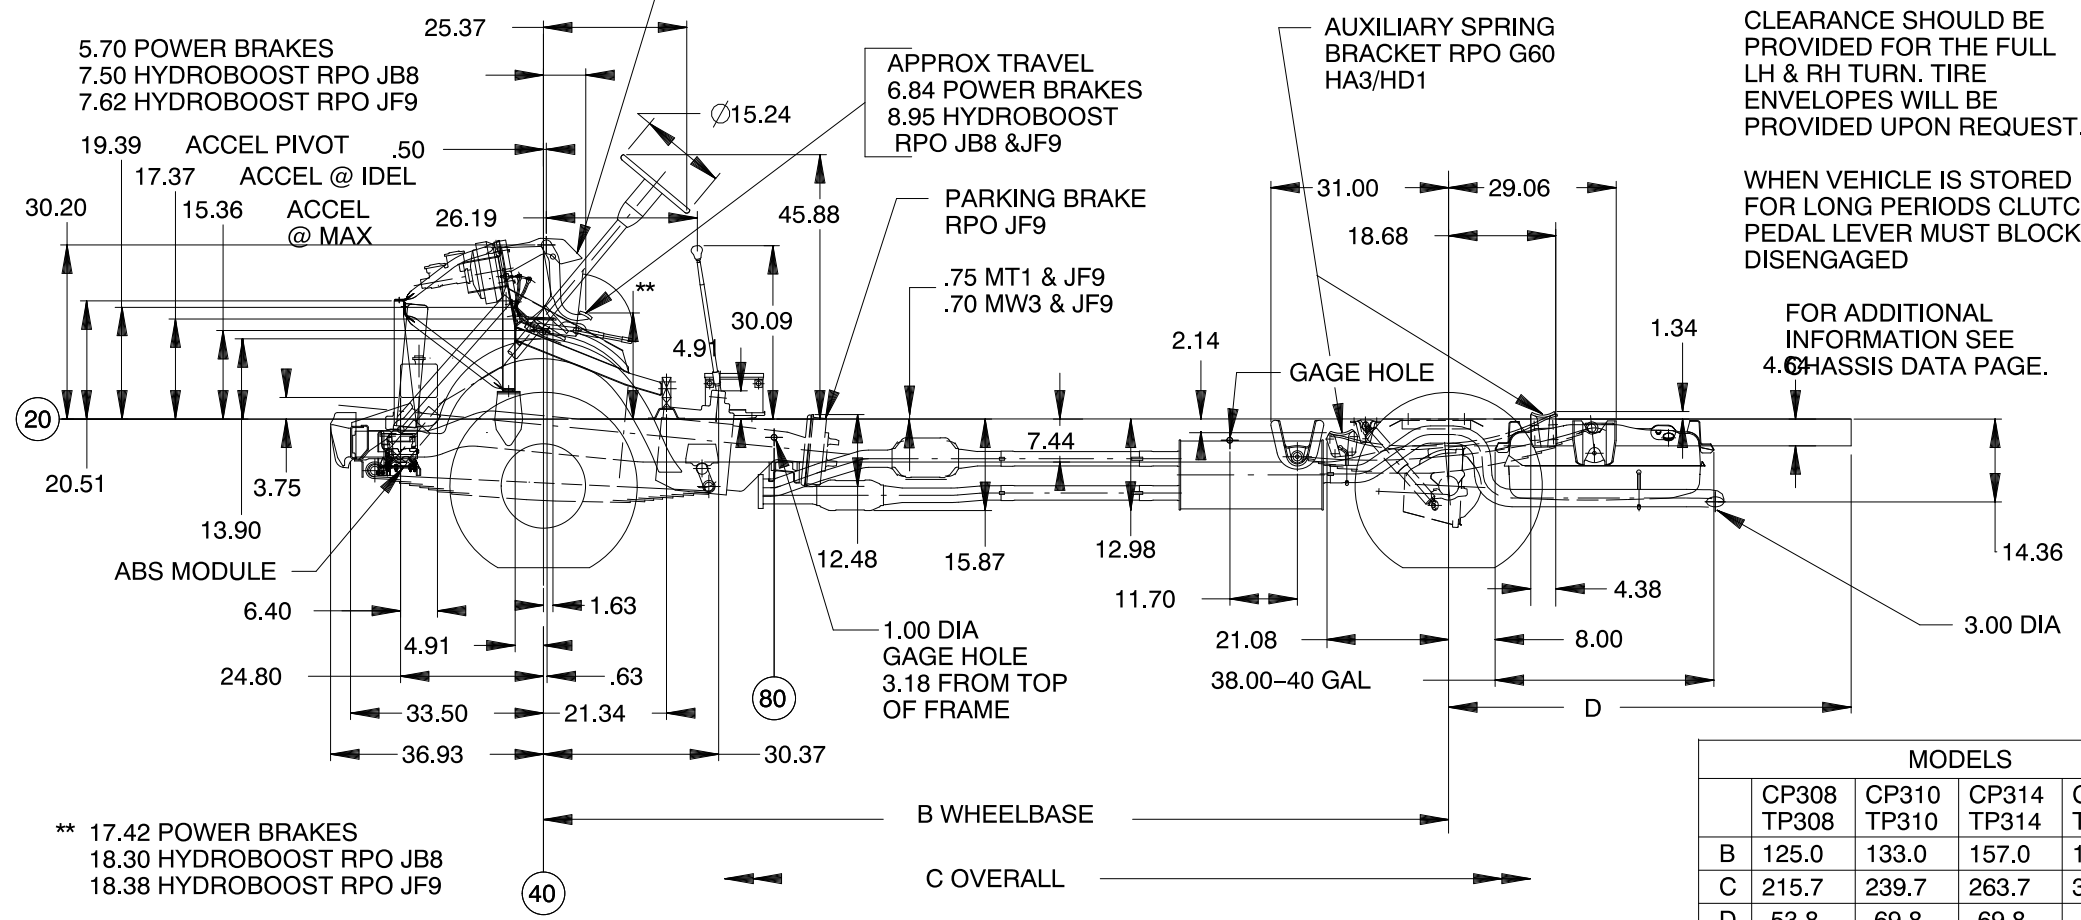 25.37
5.70 POWER BRAKES
7.50 HYDROBOOST RPO JB8
7.62 HYDROBOOST RPO JF9
APPROX TRAVEL
6.84 POWER BRAKES
8.95 HYDROBOOST
RPO JB8 &JF9
AUXILIARY SPRING
BRACKET RPO G60
HA3/HD1
CLEARANCE SHOULD BE
PROVIDED FOR THE FULL
LH & RH TURN. TIRE
ENVELOPES WILL BE
PROVIDED UPON REQUEST.
WHEN VEHICLE IS STORED
FOR LONG PERIODS CLUTC
PEDAL LEVER MUST BLOCK
DISENGAGED
FOR ADDITIONAL
INFORMATION SEE
CHASSIS DATA PAGE.
∅15.24
19.39
ACCEL PIVOT
.50
17.37
ACCEL @ IDEL
30.20
15.36
ACCEL
@ MAX
26.19
45.88
PARKING BRAKE
RPO JF9
31.00
29.06
18.68
.75 MT1 & JF9
.70 MW3 & JF9
**
30.09
4.91
2.14
1.34
4.64
GAGE HOLE
20
7.44
20.51
3.75
13.90
12.48
15.87
12.98
14.36
ABS MODULE
6.40
1.63
11.70
4.38
4.91
1.00 DIA
GAGE HOLE
3.18 FROM TOP
OF FRAME
21.08
8.00
3.00 DIA
24.80
.63
80
38.00–40 GAL
33.50
21.34
D
36.93
30.37
B WHEELBASE
C OVERALL
** 17.42 POWER BRAKES
18.30 HYDROBOOST RPO JB8
18.38 HYDROBOOST RPO JF9
40
MODELS
CP308 CP310 CP314 C
TP308 TP310 TP314 T
B 125.0 133.0 157.0 1
C 215.7 239.7 263.7 3
D 53.8 69.8 69.8